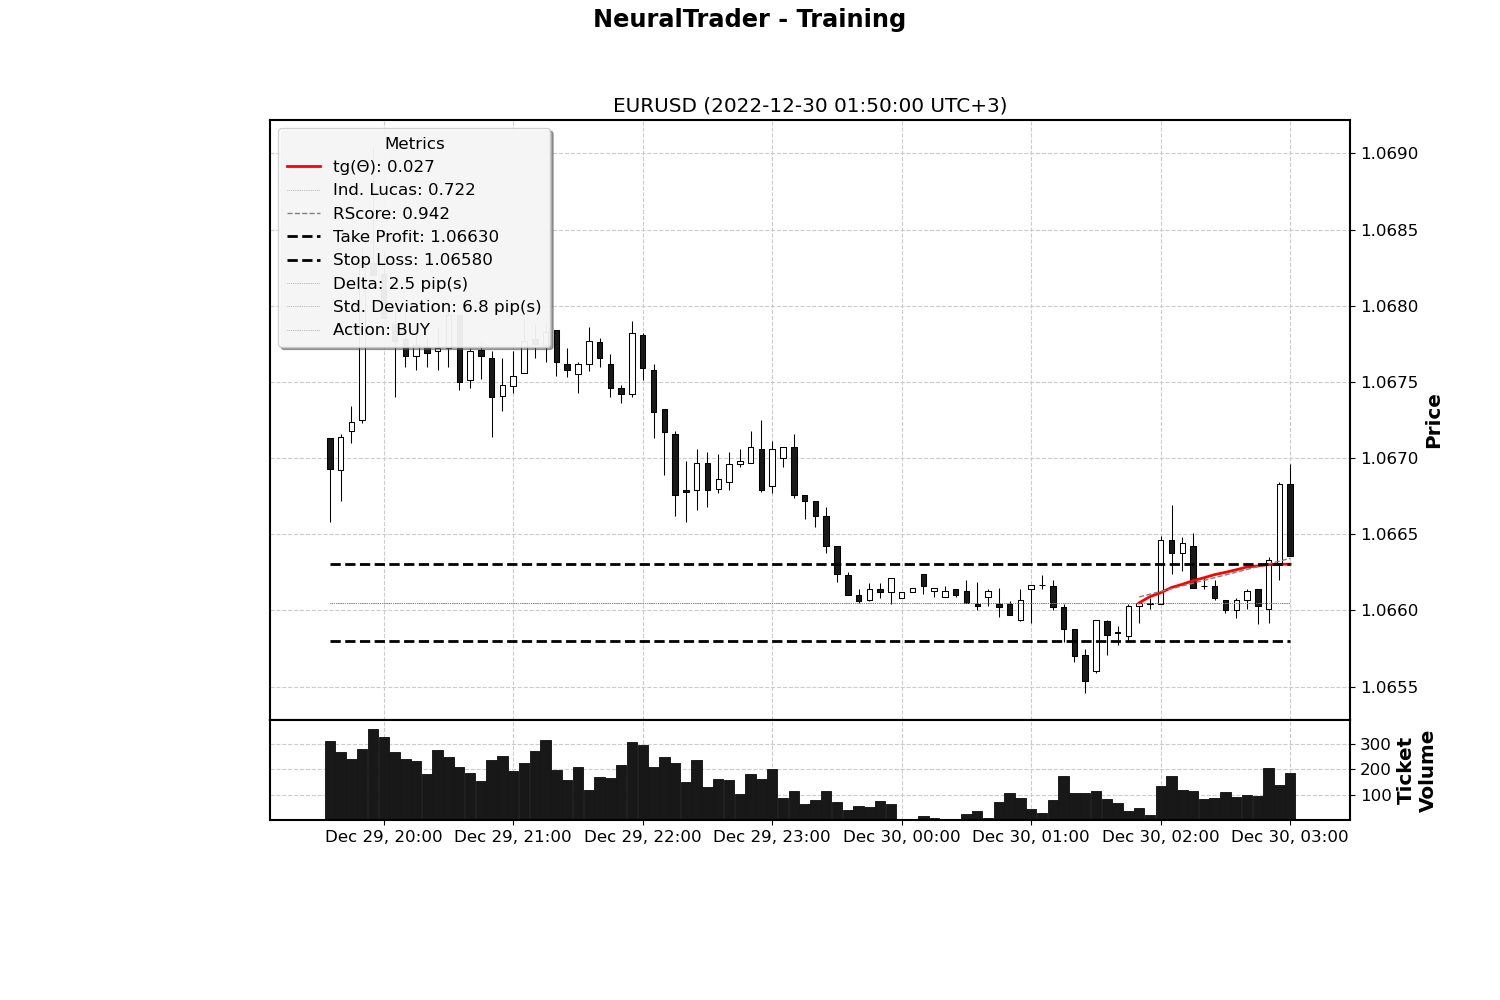 NeuralTrader - Training
EURUSD (2022-12-30 01:50:00 UTC+3)
Metrics
tg(Θ): 0.027
Ind. Lucas: 0.722
RScore: 0.942
Take Profit: 1.06630
Stop Loss: 1.06580
Delta: 2.5 pip(s)
Std. Deviation: 6.8 pip(s)
Action: BUY
1.0690
1.0685
1.0680
1.0675
1.0670
1.0665
1.0660
1.0655
Price
300
200
100
Ticket
Volume
Dec 29, 20:00 Dec 29, 21:00 Dec 29, 22:00 Dec 29, 23:00 Dec 30, 00:00 Dec 30, 01:00 Dec 30, 02:00 Dec 30, 03:00